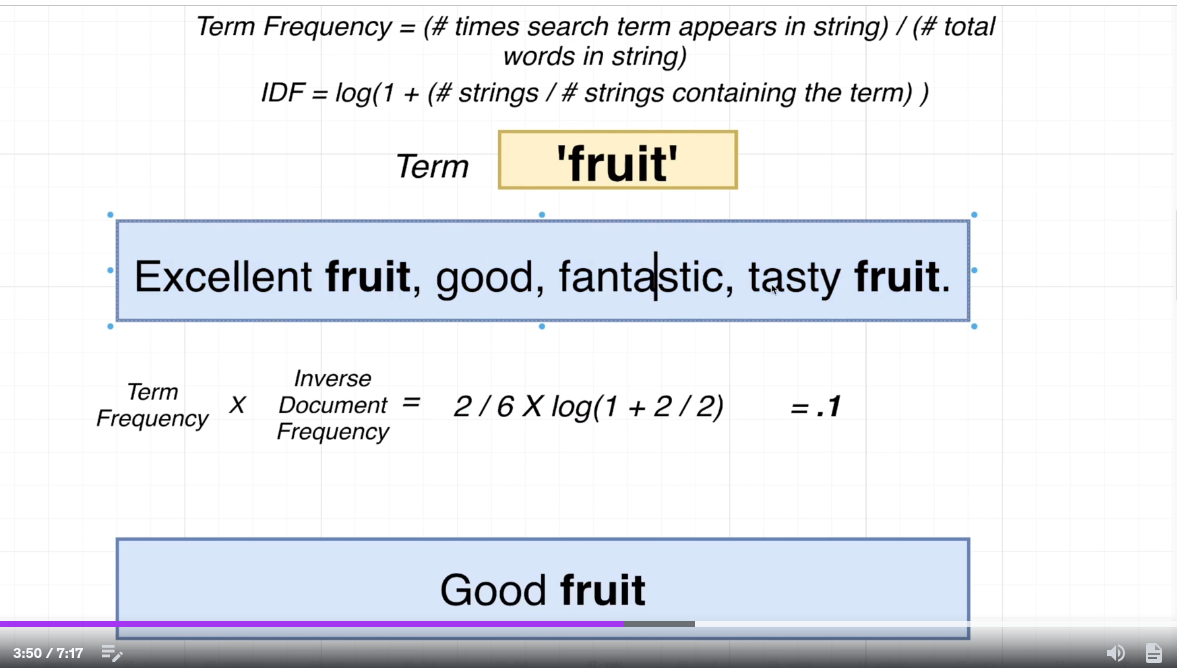 Term Frequency = (# times search term appears in string) / (# total
words in string)
IDF = log(1 + (# strings / # strings containing the term) )
Term 'fruit'
Excellent fruit, good, fantastic, tasty fruit.
Term
Frequency
X
Inverse
Document
Frequency
= 2 / 6 X log(1 + 2 / 2) = .1
Good fruit
3:50 / 7:17